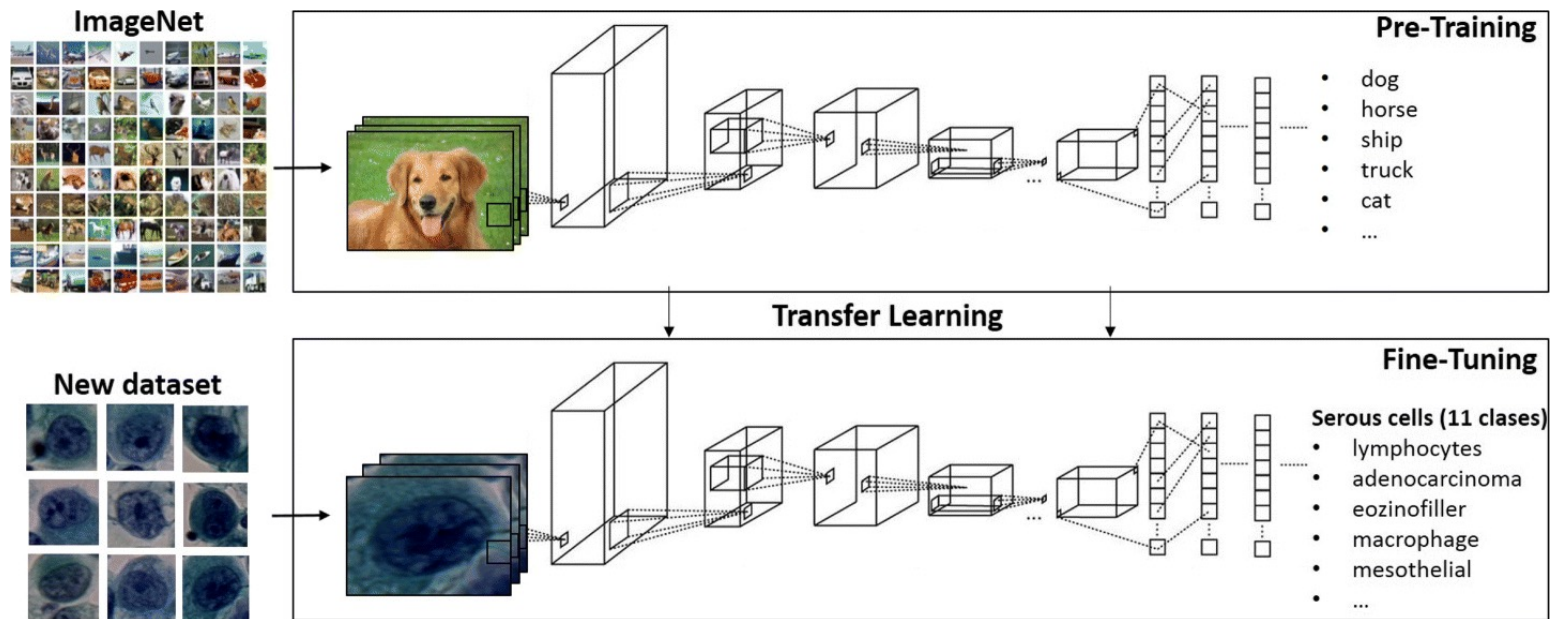 ImageNet
Pre-Training
• dog
• horse
• ship
• truck
• cat
• ...
...
Transfer Learning
New dataset
Fine-Tuning
Serous cells (11 clases)
• lymphocytes
• adenocarcinoma
• eozinofiller
• macrophage
• mesothelial
• ...
...